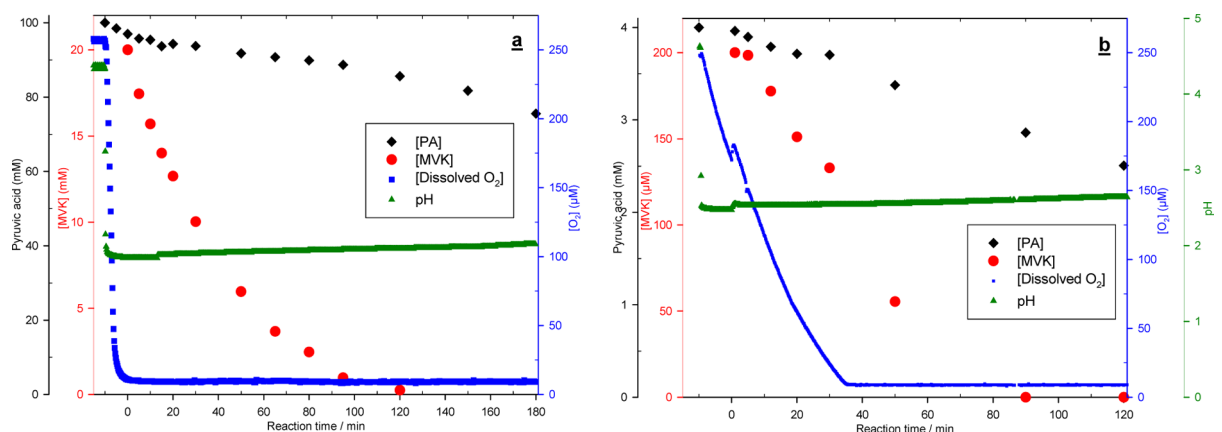 a
100
80
60
40
20
0
Pyruvic acid (mM)
20
15
10
5
0
[MVK] (mM)
[PA]
[MVK]
[Dissolved O2]
pH
250
200
150
100
50
0
[O2] (µM)
0 20 40 60 80 100 120 140 160 180
Reaction time / min
b
4
3
2
1
0
Pyruvic acid (mM)
200
150
100
50
0
[MVK] (µM)
[PA]
[MVK]
[Dissolved O2]
pH
250
200
150
100
50
0
[O2] (µM)
5
4
3
2
1
0
pH
0 20 40 60 80 100 120
Reaction time / min